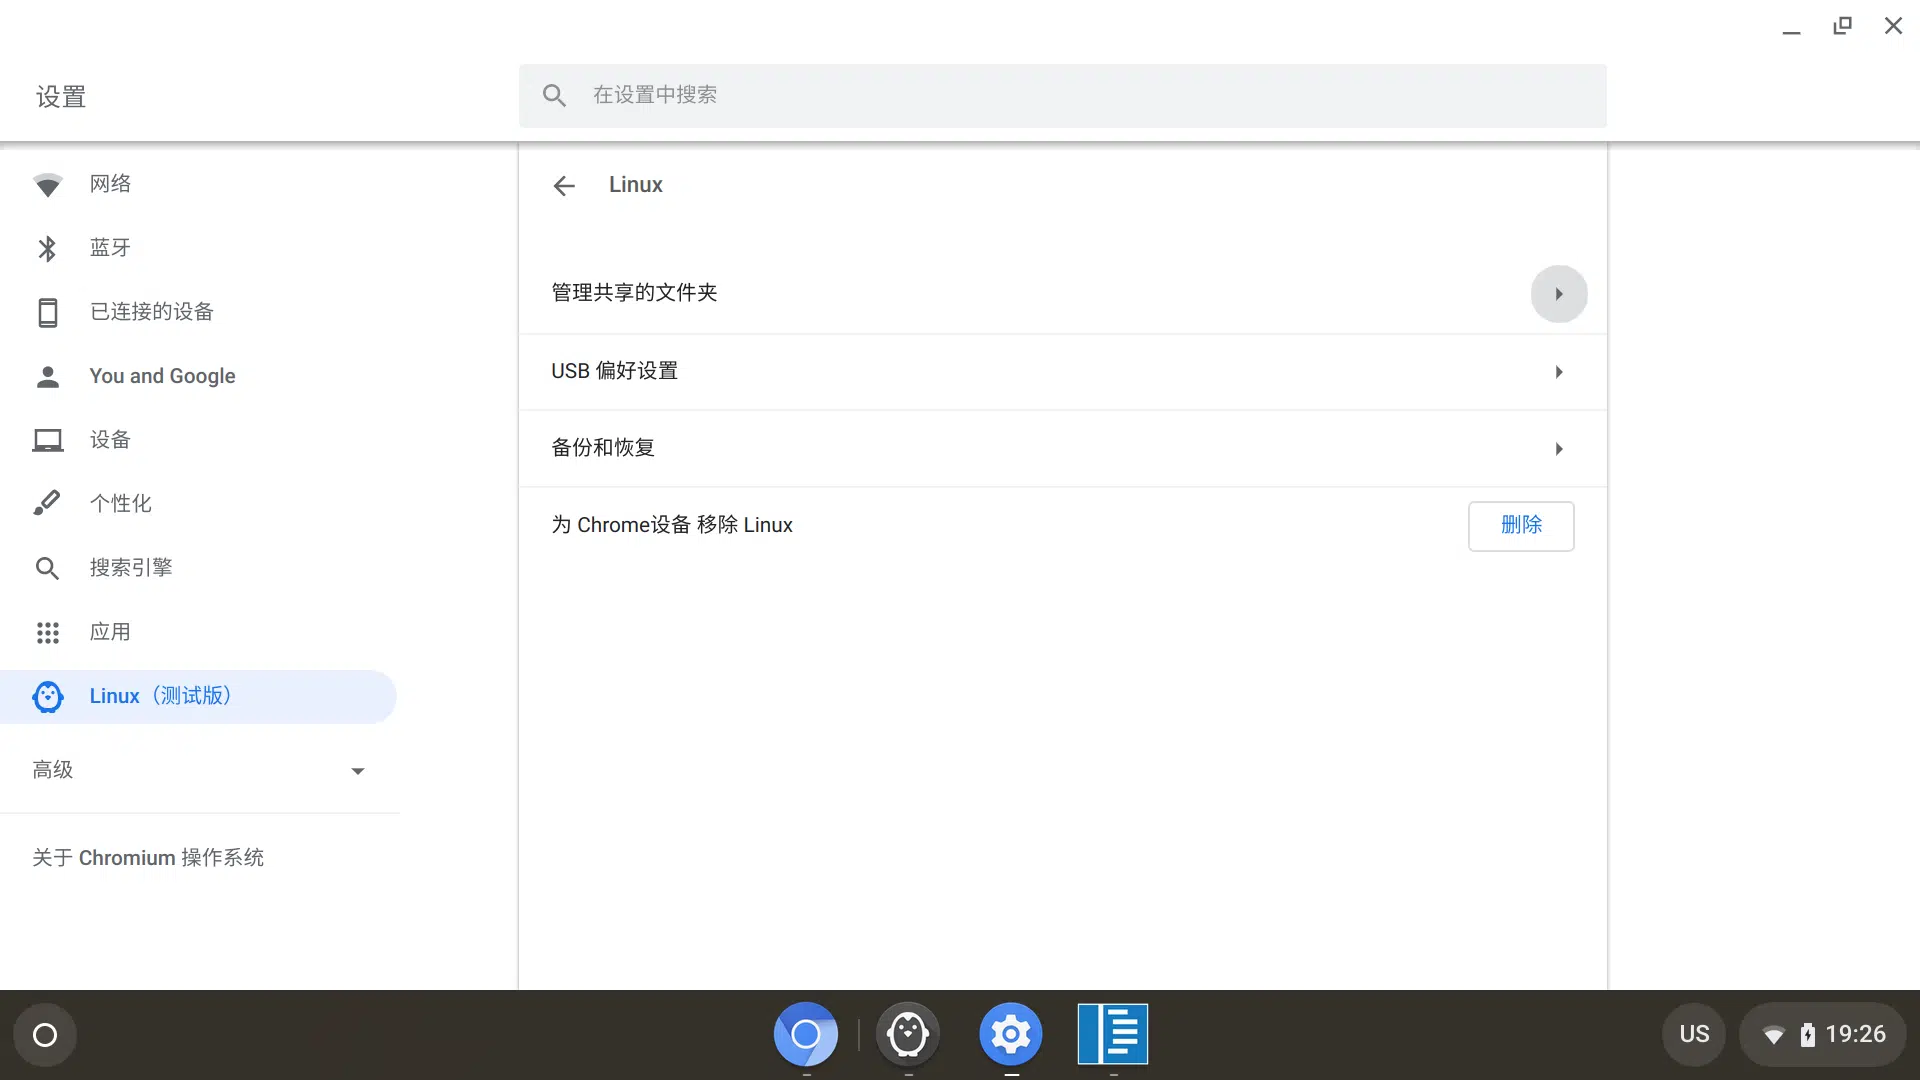 设置
在设置中搜索
网络
蓝牙
已连接的设备
You and Google
设备
个性化
搜索引擎
应用
Linux（测试版）
高级
关于 Chromium 操作系统
Linux
管理共享的文件夹
USB 偏好设置
备份和恢复
为 Chrome设备 移除 Linux
删除
US
19:26